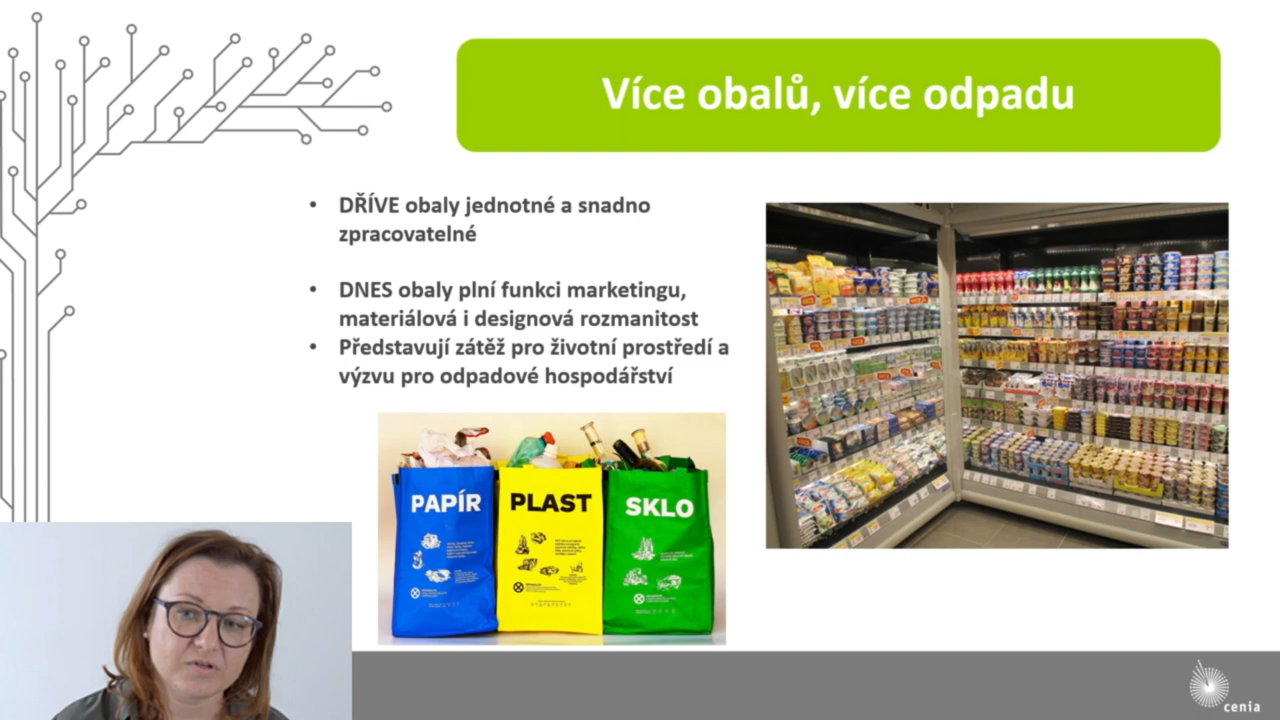 Více obalů, více odpadu
• DŘÍVE obaly jednotné a snadno
zpracovatelné
• DNES obaly plní funkci marketingu,
materiálová i designová rozmanitost
• Představují zátěž pro životní prostředí a
výzvu pro odpadové hospodářství
PAPÍR
PLAST
SKLO
cenia